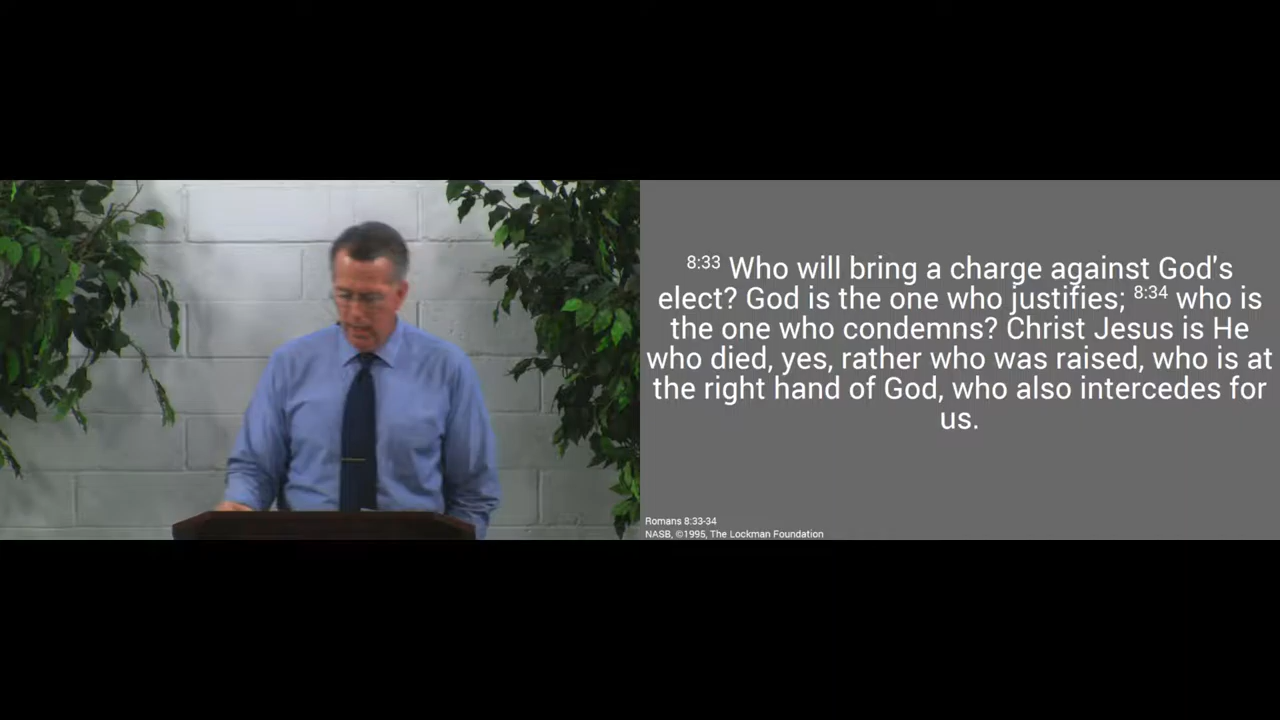 8:33 Who will bring a charge against God's
elect? God is the one who justifies; 8:34 who is
the one who condemns? Christ Jesus is He
who died, yes, rather who was raised, who is at
the right hand of God, who also intercedes for
us.
Romans 8:33-34
NASB, ©1995, The Lockman Foundation